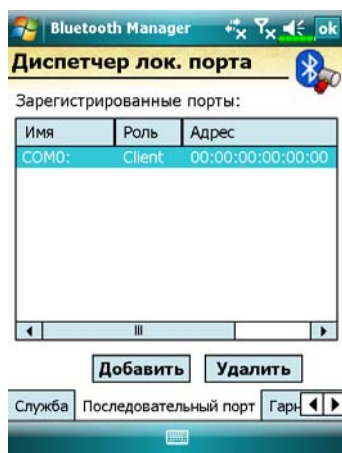 Bluetooth Manager ok
Диспетчер лок. порта
Зарегистрированные порты:
Имя Роль Адрес
COM0: Client 00:00:00:00:00:00
Добавить Удалить
Служба Последовательный порт Гарн